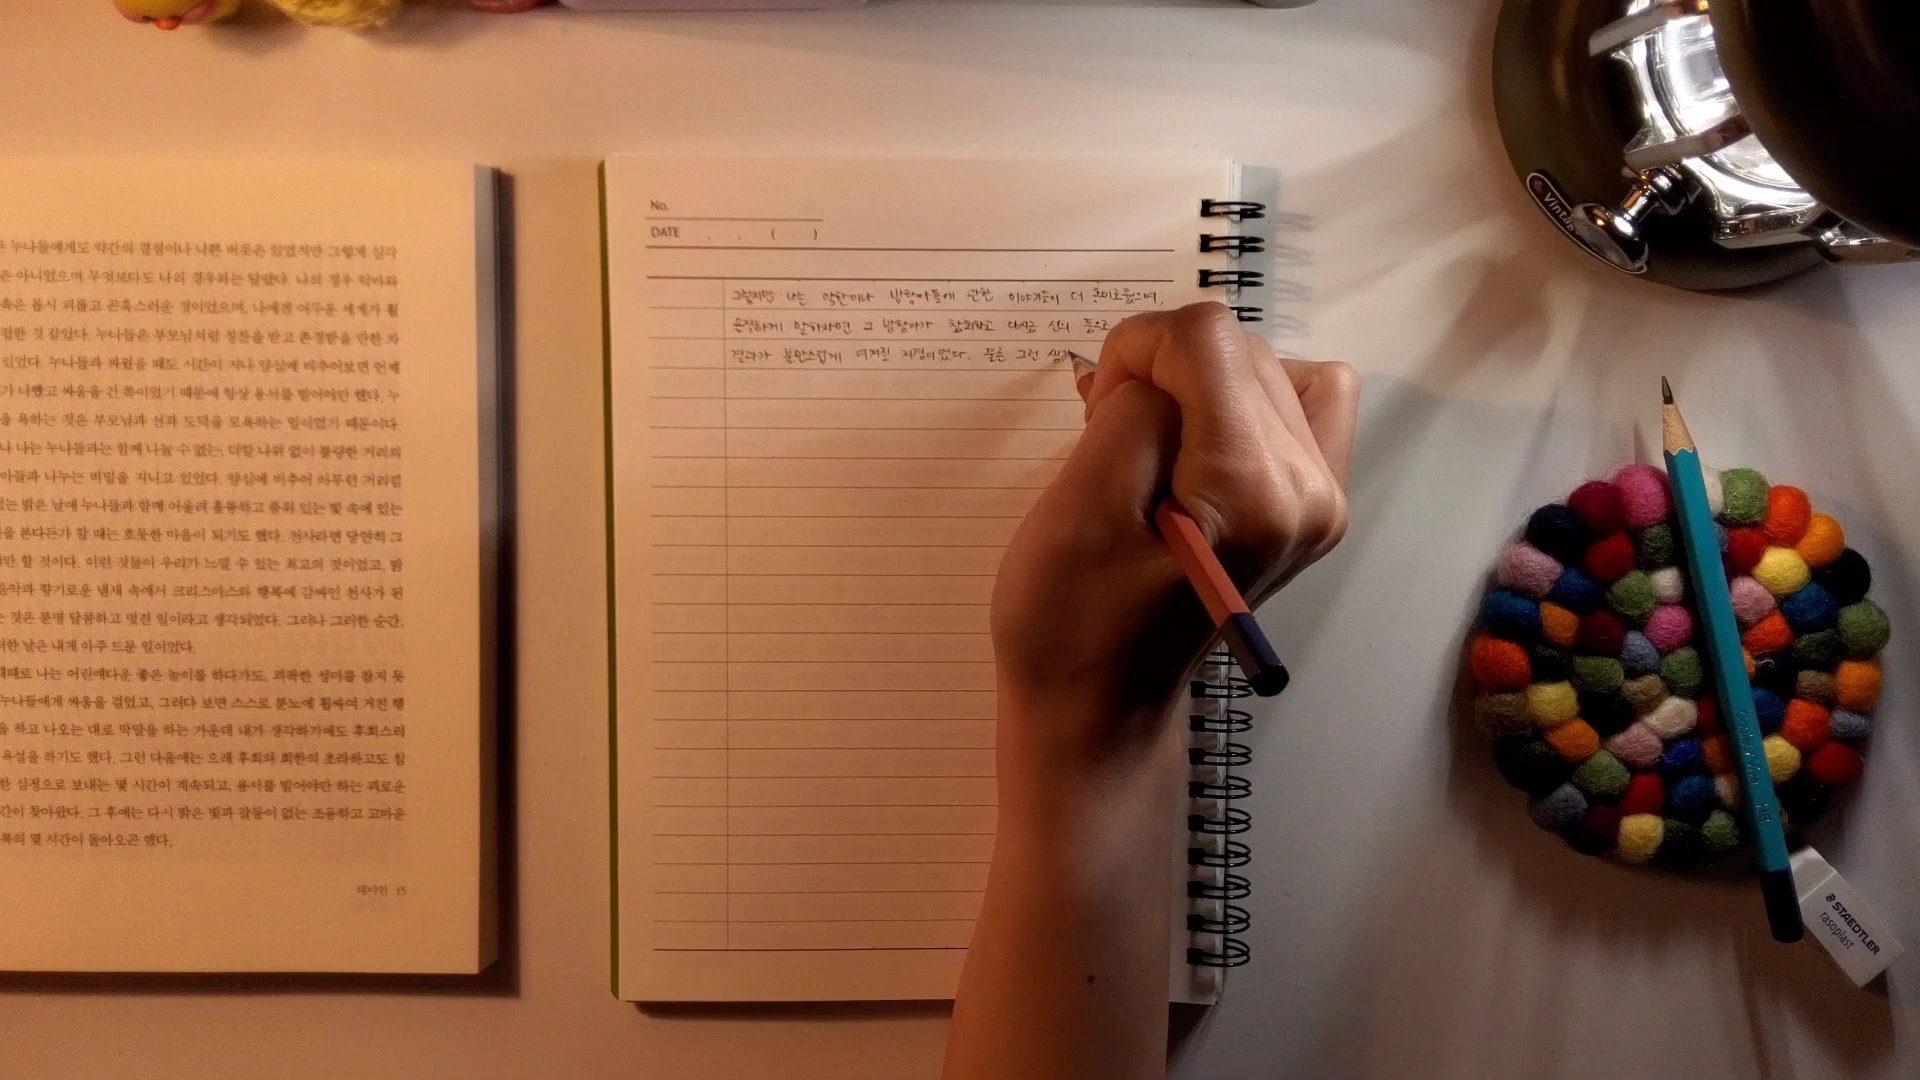 누나들에게도 약간의 결점이나 나쁜 버릇은 있었지만 그렇게 심각
은 아니었으며 무엇보다도 나의 경우와는 달랐다. 나의 경우 악마와
촉은 몹시 괴롭고 곤혹스러운 것이었으며, 나에겐 어두운 세계가 훨
접한 것 같았다. 누나들은 부모님처럼 칭찬을 받고 존경받을 만한 자
있었다. 누나들과 싸웠을 때도 시간이 지나 양심에 비추어보면 언제
가 나빴고 싸움을 건 쪽이었기 때문에 항상 용서를 빌어야만 했다. 누
을 욕하는 것은 부모님과 선과 도덕을 모욕하는 일이었기 때문이다.
나 나는 누나들과는 함께 나눌 수 없는, 더할 나위 없이 불량한 거리의
아들과 나누는 비밀을 지니고 있었다. 양심에 비추어 아무런 거리낌
없는 밝은 날에 누나들과 함께 어울려 훌륭하고 품위 있는 빛 속에 있는
을 본다든가 할 때는 흐뭇한 마음이 되기도 했다. 천사라면 당연히 그
만 할 것이다. 이런 것들이 우리가 느낄 수 있는 최고의 것이었고, 밝
음악과 향기로운 냄새 속에서 크리스마스와 행복에 감싸인 천사가 된
는 것은 분명 달콤하고 멋진 일이라고 생각되었다. 그러나 그러한 순간,
러한 날은 내게 아주 드문 일이었다.
때때로 나는 어린애다운 좋은 놀이를 하다가도, 괴팍한 성미를 참지 못
누나들에게 싸움을 걸었고, 그러다 보면 스스로 분노에 휩싸여 거친 행
을 하고 나오는 대로 막말을 하는 가운데 내가 생각하기에도 후회스러
욕설을 하기도 했다. 그런 다음에는 으레 후회와 회한의 초라하고도 참
한 심정으로 보내는 몇 시간이 계속되고, 용서를 빌어야만 하는 괴로운
간이 찾아왔다. 그 후에는 다시 밝은 빛과 갈등이 없는 조용하고 고마운
복의 몇 시간이 돌아오곤 했다.
데미안 15
No.
DATE . . ( )
그렇지만 나는 악한이나 방탕아들에 관한 이야기들이 더 흥미로웠으며,
솔직하게 말하자면 그 방탕아가 참회하고 다시금 선의 품으로
결과가 불만스럽게 여겨질 지경이었다. 물론 그런 생각
Vintag
HB
STAEDTLER
rasoplast